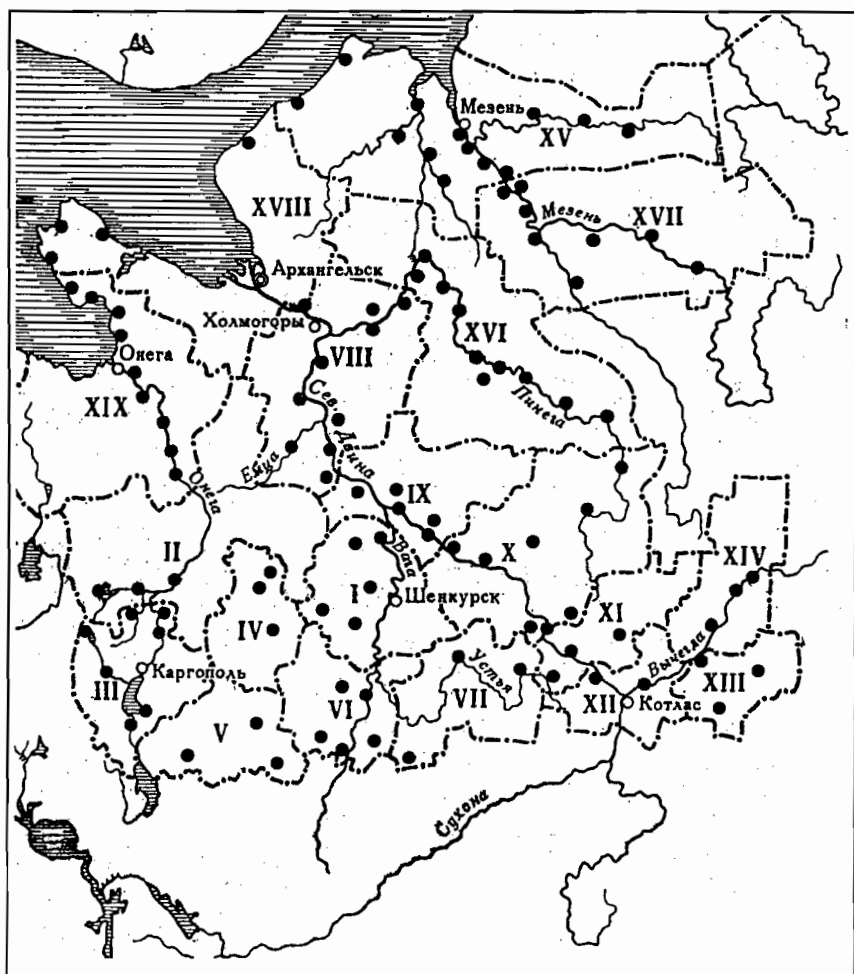 Мезень
XV
XVIII
Мезень
XVII
Архангельск
Холмогоры
VIII
XVI
Онега
XIX
Сев. Двина
Пинега
Емца
Онега
IX
II
X
XIV
Вага
I
Шенкурск
XI
IV
Вычегда
Устья
Каргополь
III
VII
XIII
VI
XII
Котлас
V
Сухона